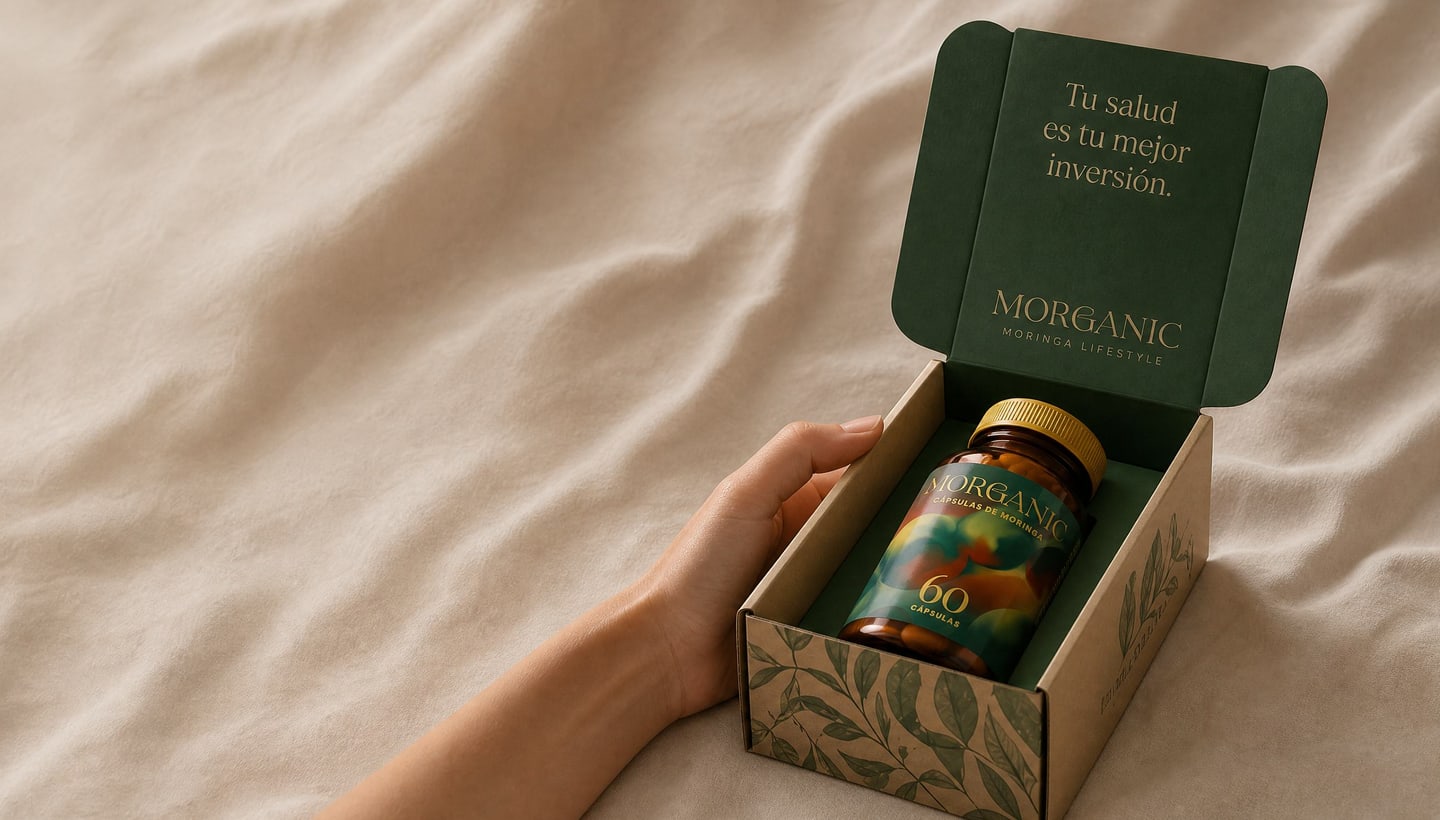 Tu salud
es tu mejor
inversión.
MORGANIC
MORINGA LIFESTYLE
MORGANIC
CÁPSULAS DE MORINGA
60
CÁPSULAS